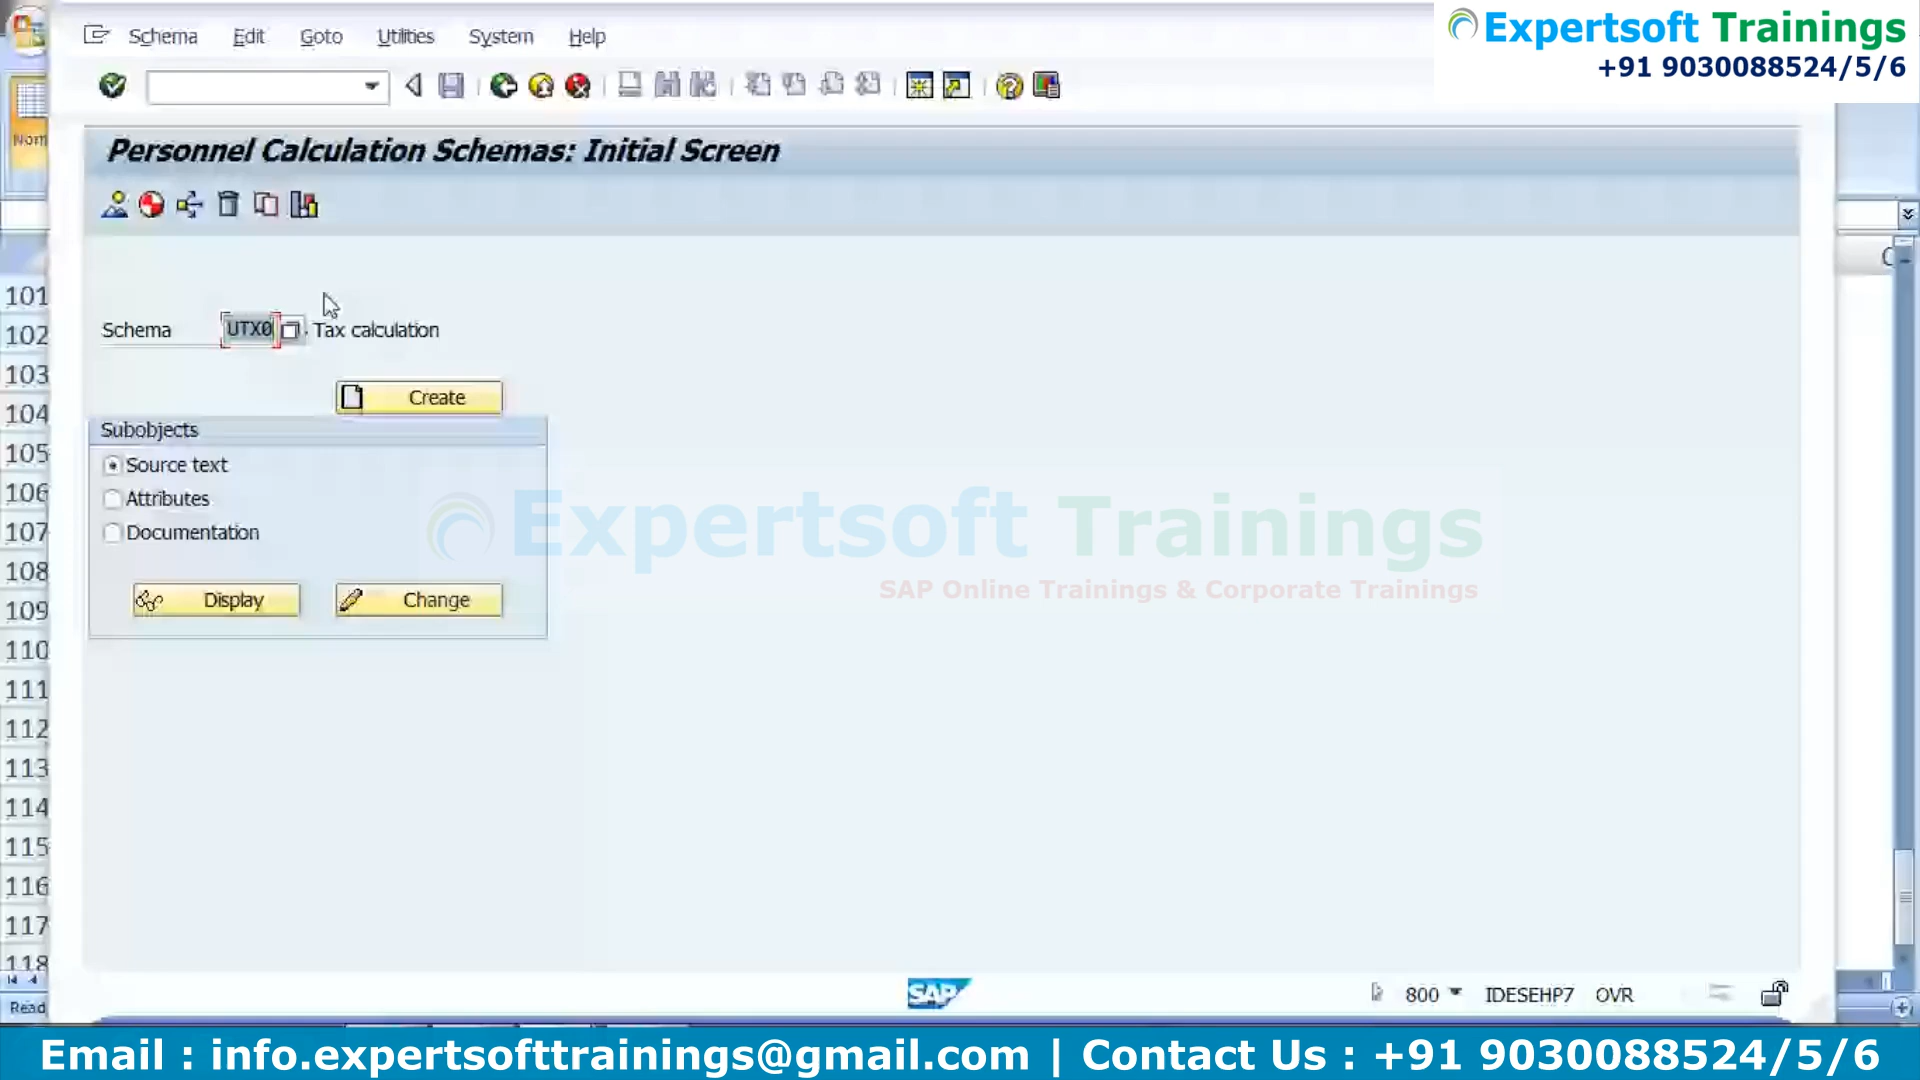 Expertsoft Trainings
+91 9030088524/5/6
Schema Edit Goto Utilities System Help
Personnel Calculation Schemas: Initial Screen
Schema UTX0 Tax calculation
Create
Subobjects
Source text
Attributes
Documentation
Display Change
Expertsoft Trainings
SAP Online Trainings & Corporate Trainings
101
102
103
104
105
106
107
108
109
110
111
112
113
114
115
116
117
118
Read
SAP
800 IDESEHP7 OVR
Email : info.expertsofttrainings@gmail.com | Contact Us : +91 9030088524/5/6